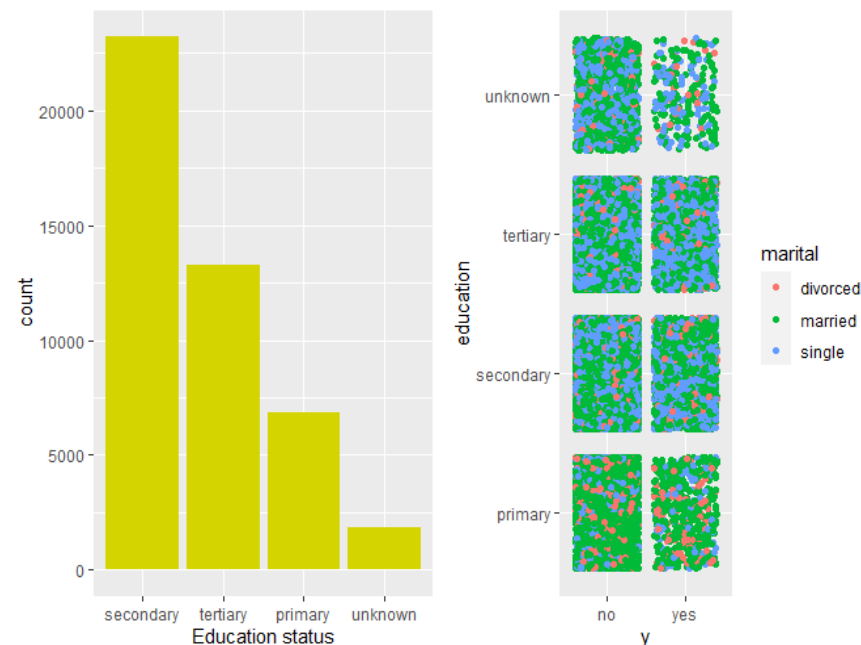 count
20000
15000
10000
5000
0
secondary tertiary primary unknown
Education status
education
unknown
tertiary
secondary
primary
no yes
y
marital
divorced
married
single